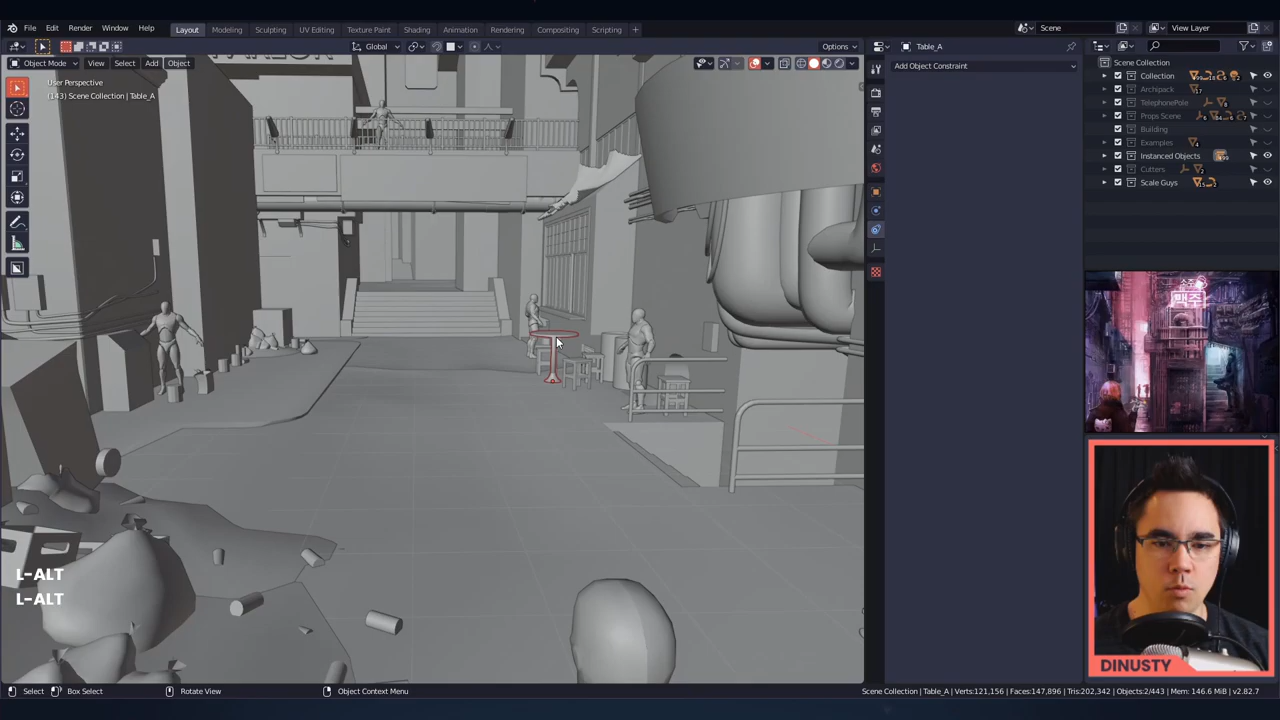 File Edit Render Window Help
Layout Modeling Sculpting UV Editing Texture Paint Shading Animation Rendering Compositing Scripting +
Scene
View Layer
Global
Options
Object Mode View Select Add Object
User Perspective
(143) Scene Collection | Table_A
Table_A
Add Object Constraint
Scene Collection
Collection
Archipack
TelephonePole
Props Scene
Building
Examples
Instanced Objects
Cutters
Scale Guys
맥주
L-ALT
L-ALT
DINUSTY
Select Box Select Rotate View Object Context Menu
Scene Collection | Table_A | Verts:121,156 | Faces:147,896 | Tris:202,342 | Objects:2/443 | Mem: 146.6 MiB | v2.82.7